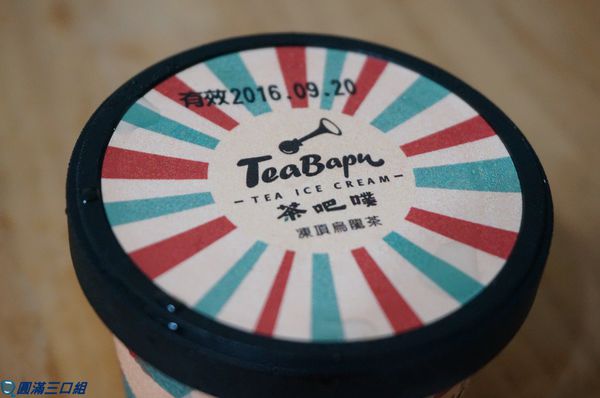 有效2016.09.20
TeaBapu
TEA ICE CREAM
茶吧噗
凍頂烏龍茶
圓滿三口組